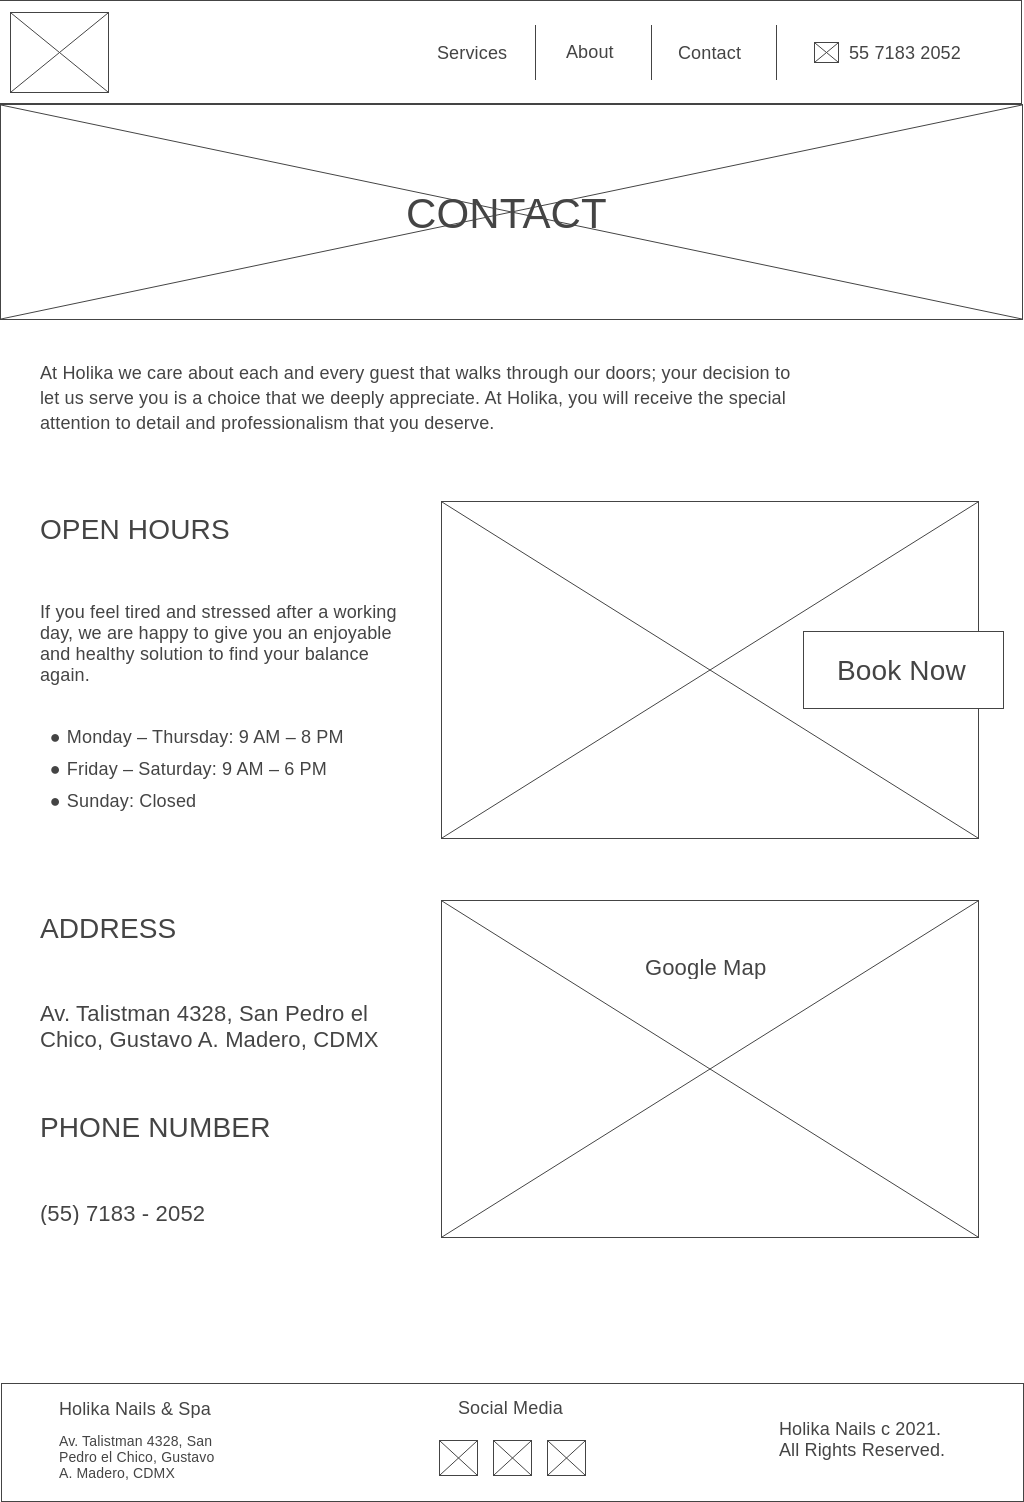 Services
About
Contact
55 7183 2052
CONTACT
At Holika we care about each and every guest that walks through our doors; your decision to
let us serve you is a choice that we deeply appreciate. At Holika, you will receive the special
attention to detail and professionalism that you deserve.
OPEN HOURS
If you feel tired and stressed after a working
day, we are happy to give you an enjoyable
and healthy solution to find your balance
again.
● Monday – Thursday: 9 AM – 8 PM
● Friday – Saturday: 9 AM – 6 PM
● Sunday: Closed
Book Now
ADDRESS
Av. Talistman 4328, San Pedro el
Chico, Gustavo A. Madero, CDMX
Google Map
PHONE NUMBER
(55) 7183 - 2052
Holika Nails & Spa
Av. Talistman 4328, San
Pedro el Chico, Gustavo
A. Madero, CDMX
Social Media
Holika Nails c 2021.
All Rights Reserved.